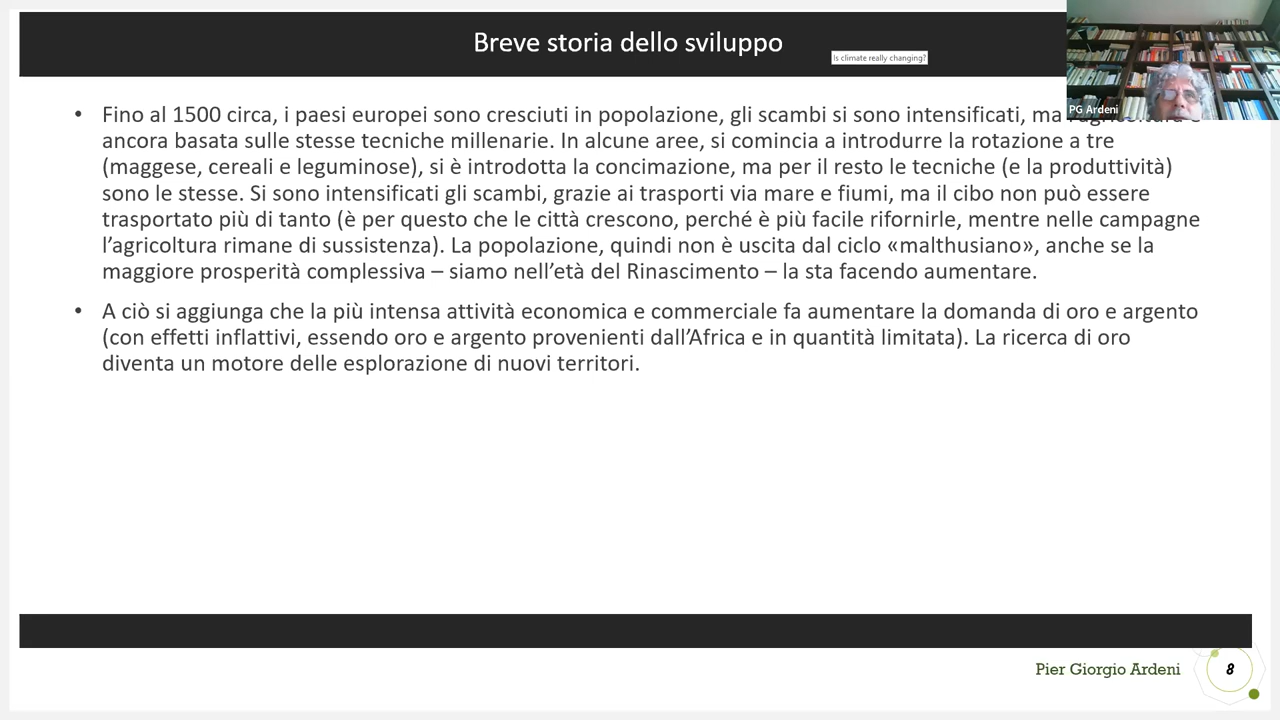 Breve storia dello sviluppo
Is climate really changing?
PG Ardeni
• Fino al 1500 circa, i paesi europei sono cresciuti in popolazione, gli scambi si sono intensificati, ma
ancora basata sulle stesse tecniche millenarie. In alcune aree, si comincia a introdurre la rotazione a tre
(maggese, cereali e leguminose), si è introdotta la concimazione, ma per il resto le tecniche (e la produttività)
sono le stesse. Si sono intensificati gli scambi, grazie ai trasporti via mare e fiumi, ma il cibo non può essere
trasportato più di tanto (è per questo che le città crescono, perché è più facile rifornirle, mentre nelle campagne
l’agricoltura rimane di sussistenza). La popolazione, quindi non è uscita dal ciclo «malthusiano», anche se la
maggiore prosperità complessiva – siamo nell’età del Rinascimento – la sta facendo aumentare.
• A ciò si aggiunga che la più intensa attività economica e commerciale fa aumentare la domanda di oro e argento
(con effetti inflattivi, essendo oro e argento provenienti dall’Africa e in quantità limitata). La ricerca di oro
diventa un motore delle esplorazione di nuovi territori.
Pier Giorgio Ardeni
8